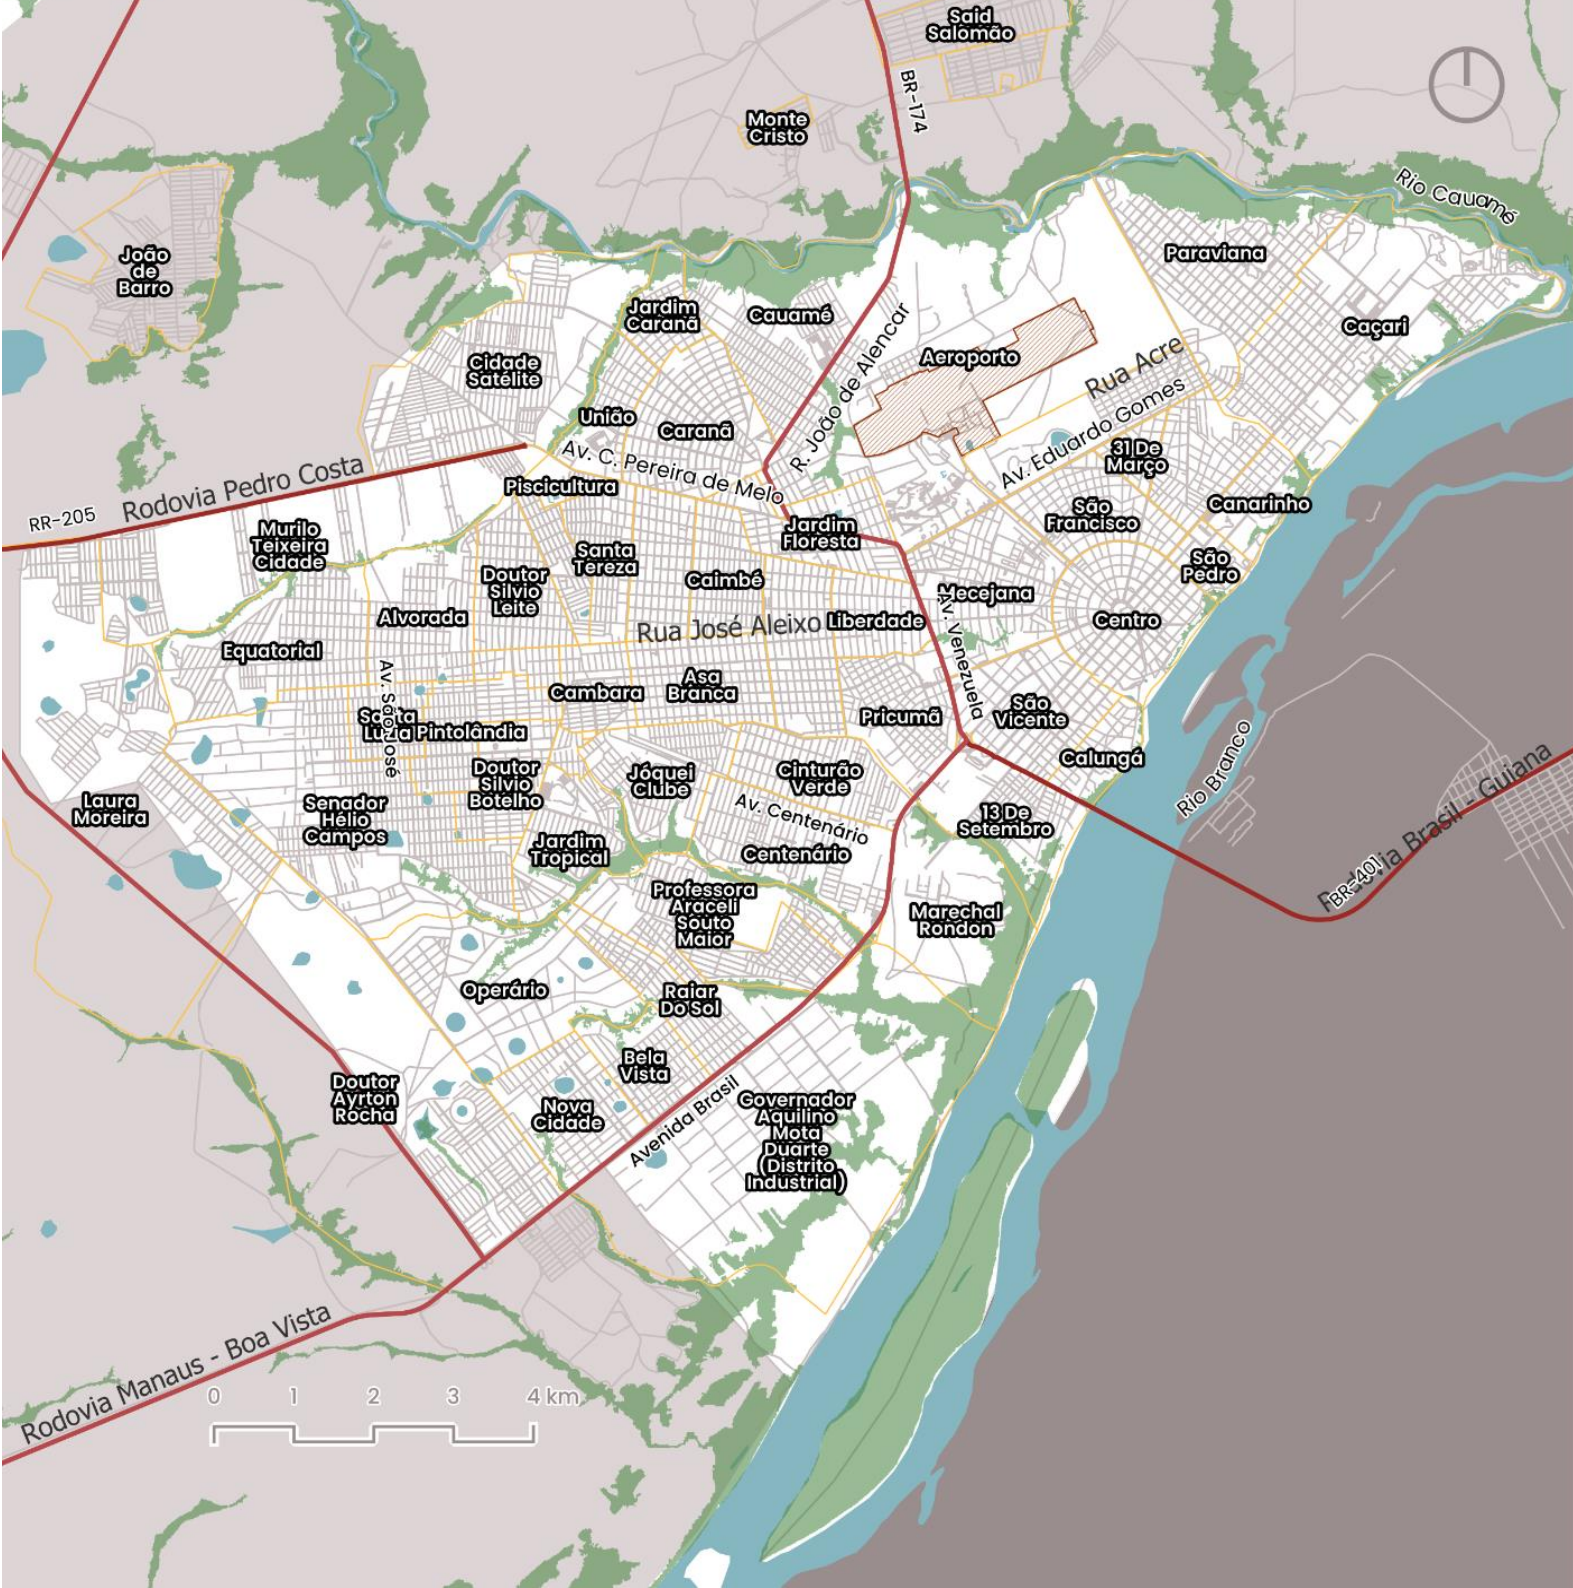 Said
Salomão
BR-174
Monte
Cristo
Rio Cauamé
João
de
Barro
Paraviana
Jardim
Caranã
Cauamé
R. João de Alencar
Caçari
Cidade
Satélite
Aeroporto
Rua Acre
Av. Eduardo Gomes
União
Caranã
Av. C. Pereira de Melo
31 De
Março
Rodovia Pedro Costa
RR-205
Piscicultura
São
Francisco
Canarinho
Murilo
Teixeira
Cidade
Jardim
Floresta
Santa
Tereza
São
Pedro
Doutor
Silvio
Leite
Caimbé
Mecejana
Alvorada
Rua José Aleixo
Liberdade
Centro
Equatorial
Av. Venezuela
Av. São José
Cambara
Asa
Branca
Santa
Luzia
Pintolândia
Pricumã
São
Vicente
Calungá
Rio Branco
Laura
Moreira
Senador
Hélio
Campos
Doutor
Silvio
Botelho
Jóquei
Clube
Cinturão
Verde
13 De
Setembro
Av. Centenário
Rodovia Brasil - Guiana
BR-401
Jardim
Tropical
Centenário
Professora
Araceli
Souto
Maior
Marechal
Rondon
Operário
Raiar
Do Sol
Bela
Vista
Doutor
Ayrton
Rocha
Nova
Cidade
Avenida Brasil
Governador
Aquilino
Mota
Duarte
(Distrito
Industrial)
Rodovia Manaus - Boa Vista
0 1 2 3 4 km